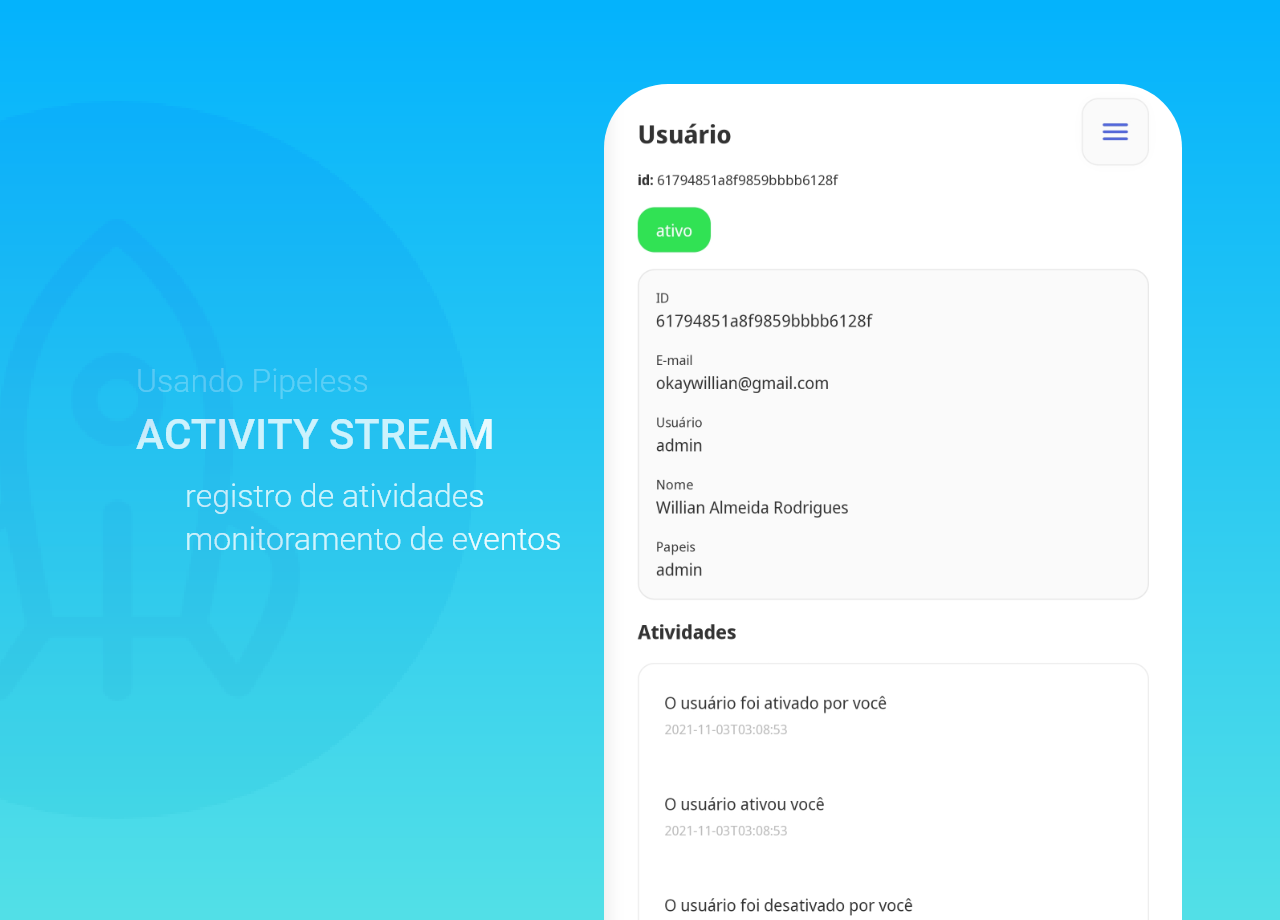 Usando Pipeless
ACTIVITY STREAM
registro de atividades
monitoramento de eventos
Usuário
id: 61794851a8f9859bbbb6128f
ativo
ID
61794851a8f9859bbbb6128f
E-mail
okaywillian@gmail.com
Usuário
admin
Nome
Willian Almeida Rodrigues
Papeis
admin
Atividades
O usuário foi ativado por você
2021-11-03T03:08:53
O usuário ativou você
2021-11-03T03:08:53
O usuário foi desativado por você